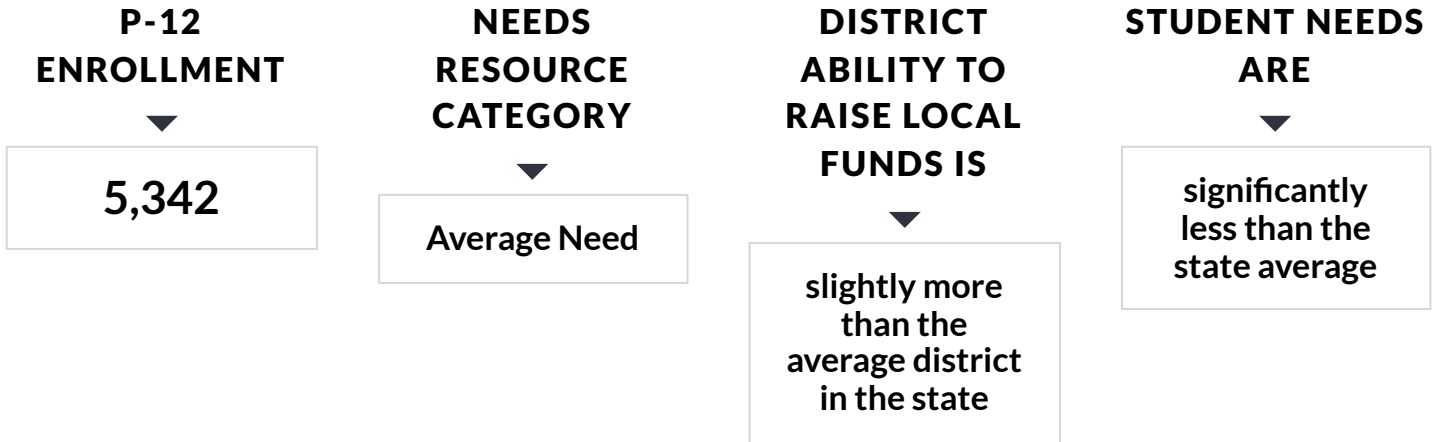 P-12
ENROLLMENT
5,342
NEEDS
RESOURCE
CATEGORY
Average Need
DISTRICT
ABILITY TO
RAISE LOCAL
FUNDS IS
slightly more
than the
average district
in the state
STUDENT NEEDS
ARE
significantly
less than the
state average